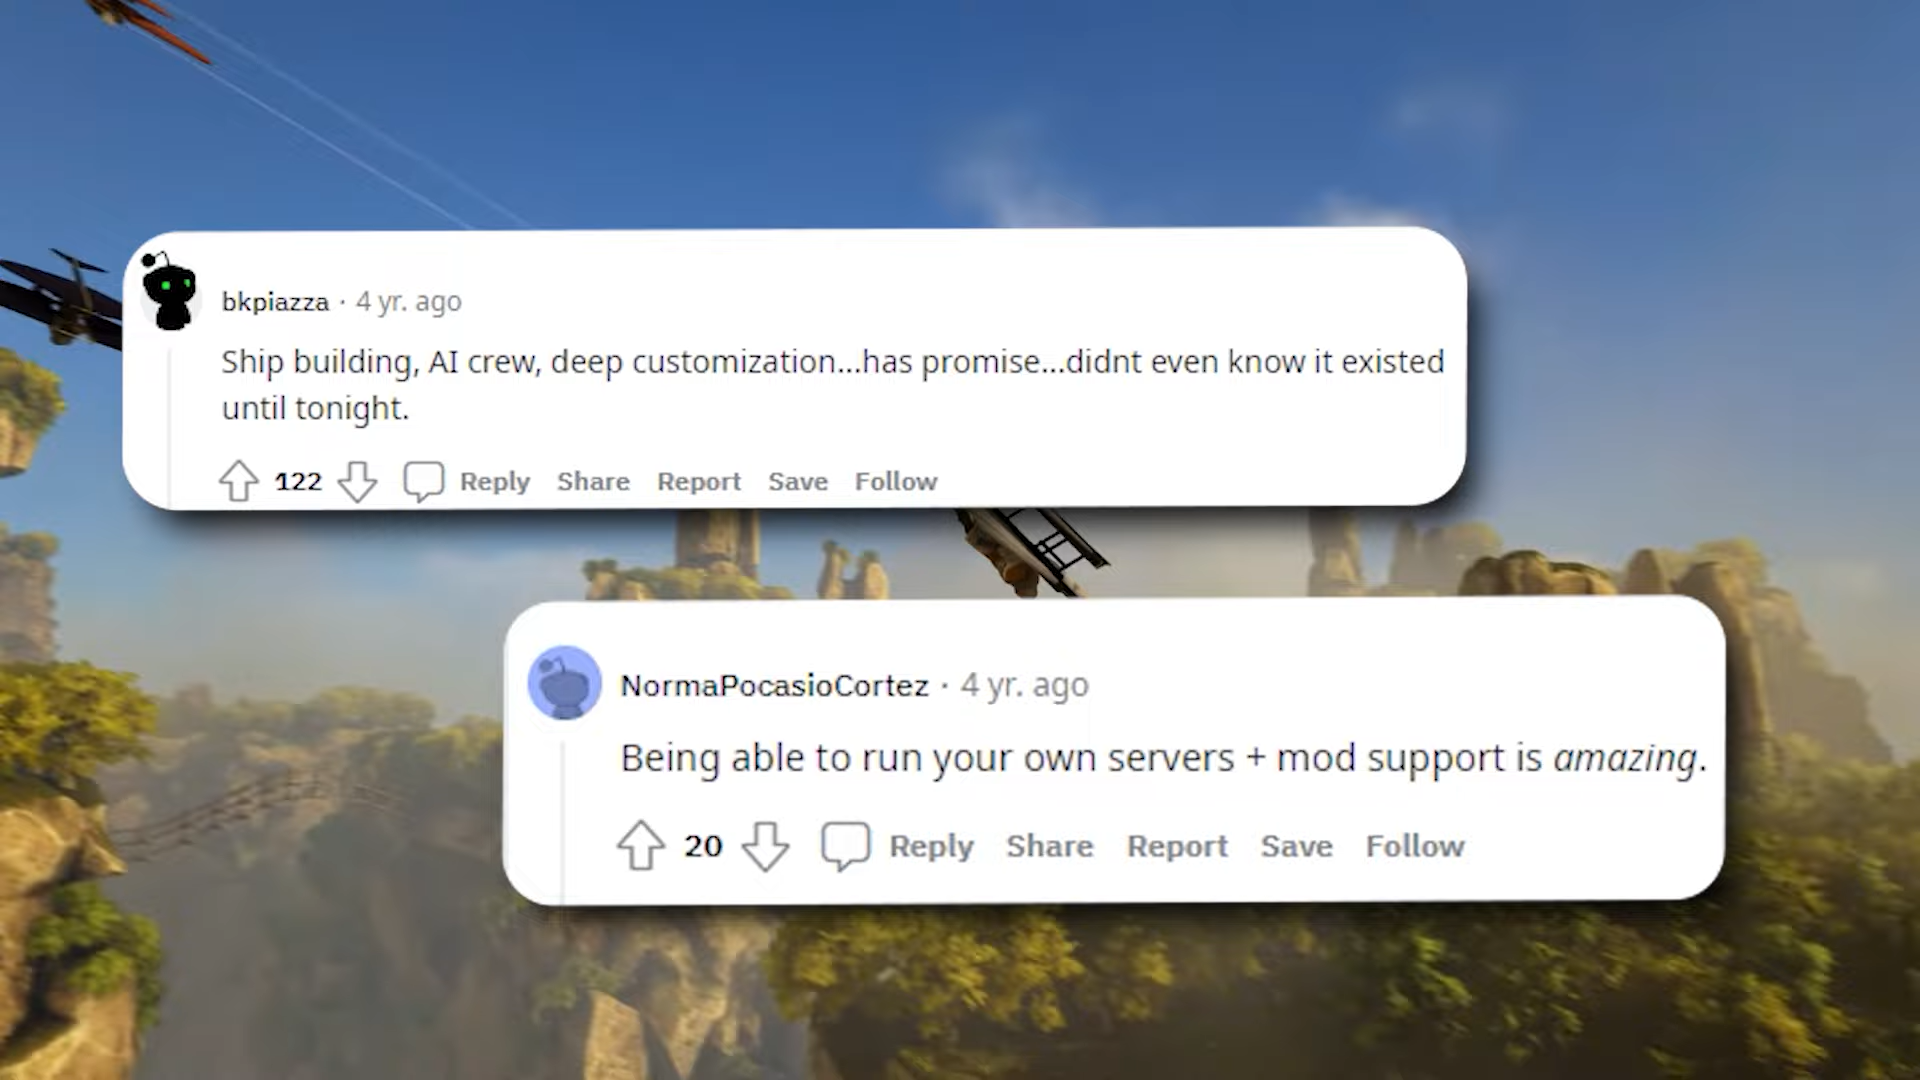 bkpiazza · 4 yr. ago
Ship building, AI crew, deep customization...has promise...didnt even know it existed
until tonight.
122 Reply Share Report Save Follow
NormaPocasioCortez · 4 yr. ago
Being able to run your own servers + mod support is amazing.
20 Reply Share Report Save Follow